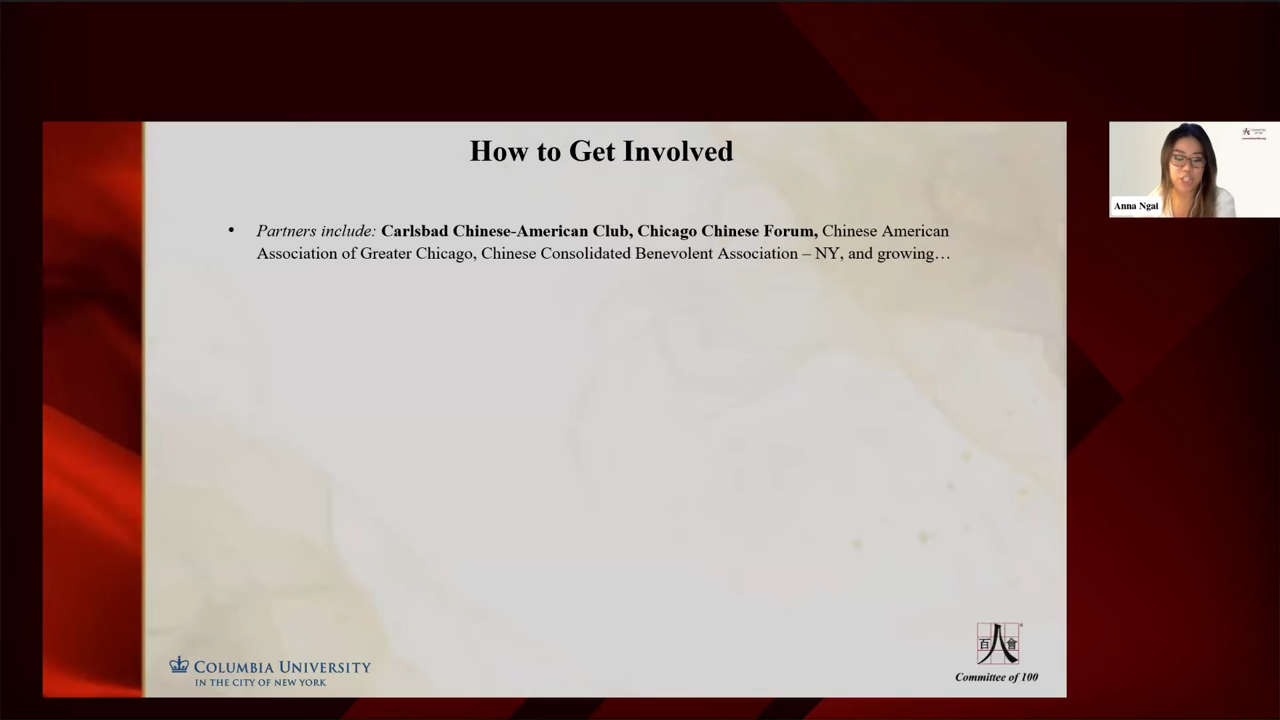 How to Get Involved
• Partners include: Carlsbad Chinese-American Club, Chicago Chinese Forum, Chinese American
Association of Greater Chicago, Chinese Consolidated Benevolent Association – NY, and growing…
Anna Ngai
COLUMBIA UNIVERSITY
IN THE CITY OF NEW YORK
百人會
Committee of 100